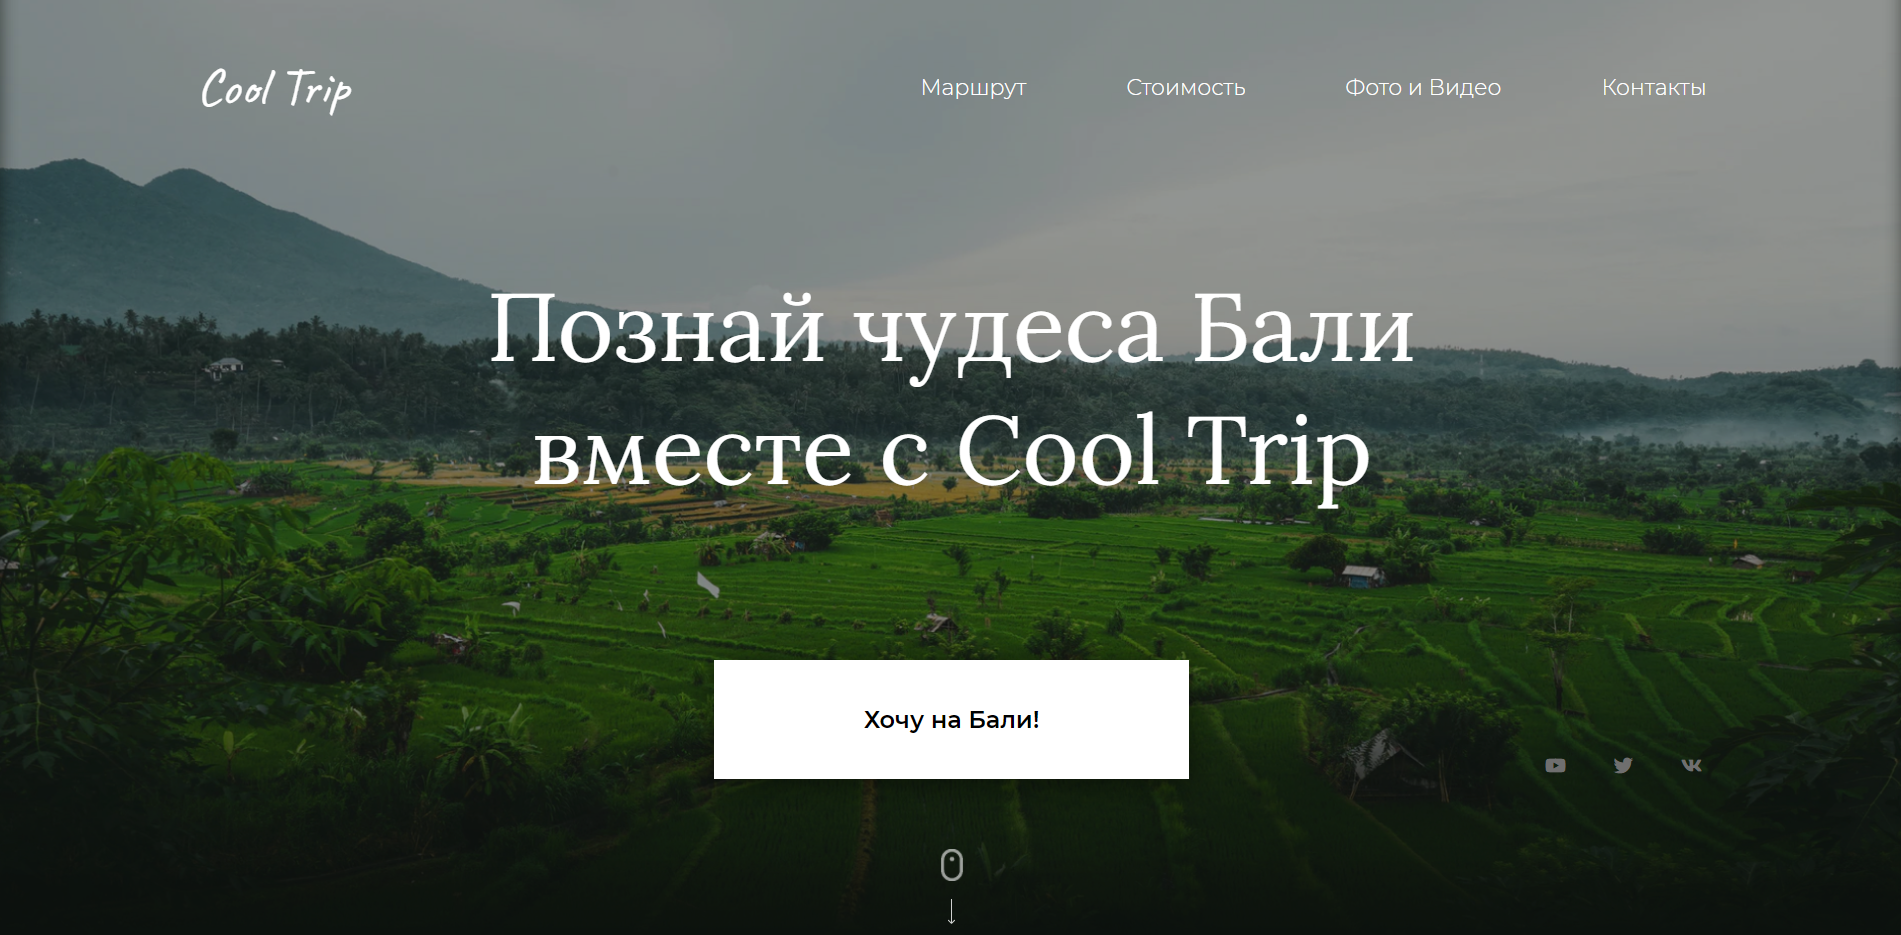 Cool Trip
Маршрут Стоимость Фото и Видео Контакты
Познай чудеса Бали
вместе с Cool Trip
Хочу на Бали!